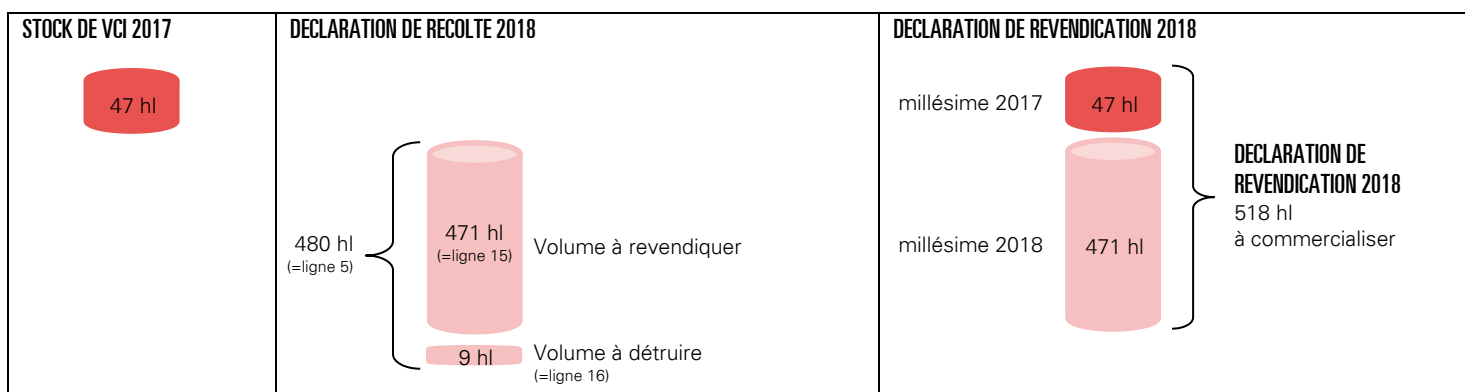 STOCK DE VCI 2017
47 hl
DECLARATION DE RECOLTE 2018
480 hl
(=ligne 5)
471 hl
(=ligne 15)
Volume à revendiquer
9 hl
Volume à détruire
(=ligne 16)
DECLARATION DE REVENDICATION 2018
millésime 2017
47 hl
millésime 2018
471 hl
DECLARATION DE
REVENDICATION 2018
518 hl
à commercialiser